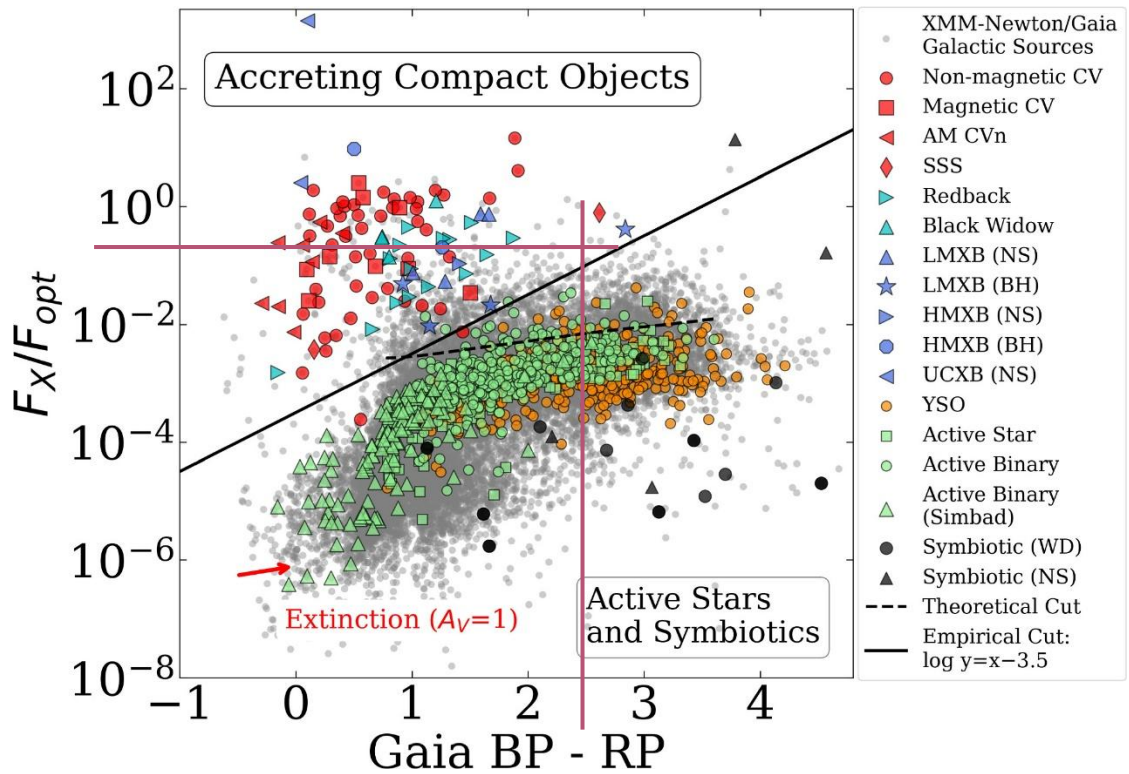 Accreting Compact Objects
Active Stars
and Symbiotics
Extinction (A_V=1)
F_X/F_opt
10^2
10^0
10^−2
10^−4
10^−6
10^−8
−1 0 1 2 3 4
Gaia BP - RP
XMM-Newton/Gaia
Galactic Sources
Non-magnetic CV
Magnetic CV
AM CVn
SSS
Redback
Black Widow
LMXB (NS)
LMXB (BH)
HMXB (NS)
HMXB (BH)
UCXB (NS)
YSO
Active Star
Active Binary
Active Binary
(Simbad)
Symbiotic (WD)
Symbiotic (NS)
Theoretical Cut
Empirical Cut:
log y=x−3.5